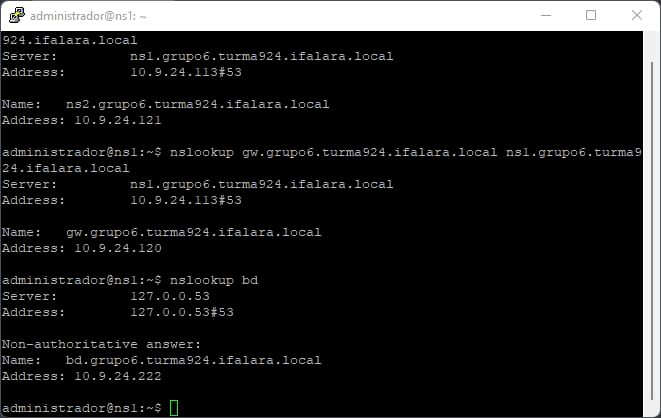 administrador@ns1: ~
924.ifalara.local
Server:         ns1.grupo6.turma924.ifalara.local
Address:        10.9.24.113#53
Name:   ns2.grupo6.turma924.ifalara.local
Address: 10.9.24.121
administrador@ns1:~$ nslookup gw.grupo6.turma924.ifalara.local ns1.grupo6.turma9
24.ifalara.local
Server:         ns1.grupo6.turma924.ifalara.local
Address:        10.9.24.113#53
Name:   gw.grupo6.turma924.ifalara.local
Address: 10.9.24.120
administrador@ns1:~$ nslookup bd
Server:         127.0.0.53
Address:        127.0.0.53#53
Non-authoritative answer:
Name:   bd.grupo6.turma924.ifalara.local
Address: 10.9.24.222
administrador@ns1:~$